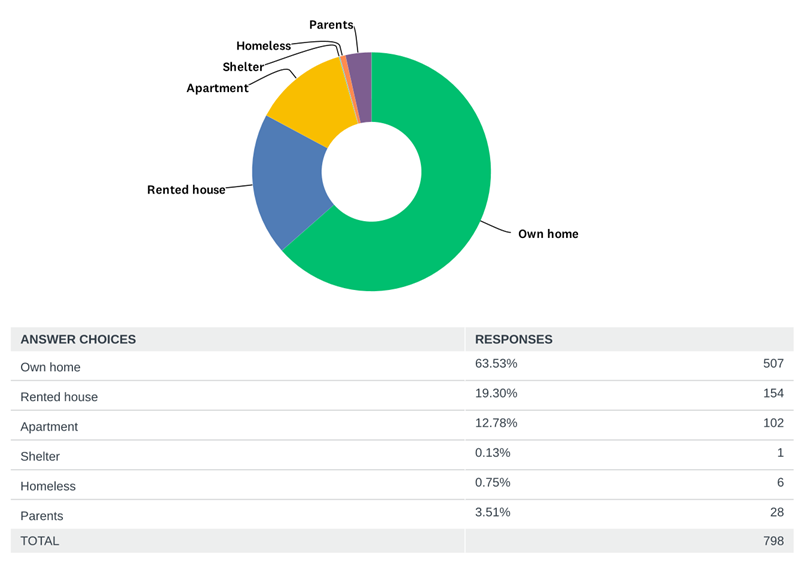 Parents
Homeless
Shelter
Apartment
Rented house
Own home
ANSWER CHOICES RESPONSES
Own home 63.53% 507
Rented house 19.30% 154
Apartment 12.78% 102
Shelter 0.13% 1
Homeless 0.75% 6
Parents 3.51% 28
TOTAL 798